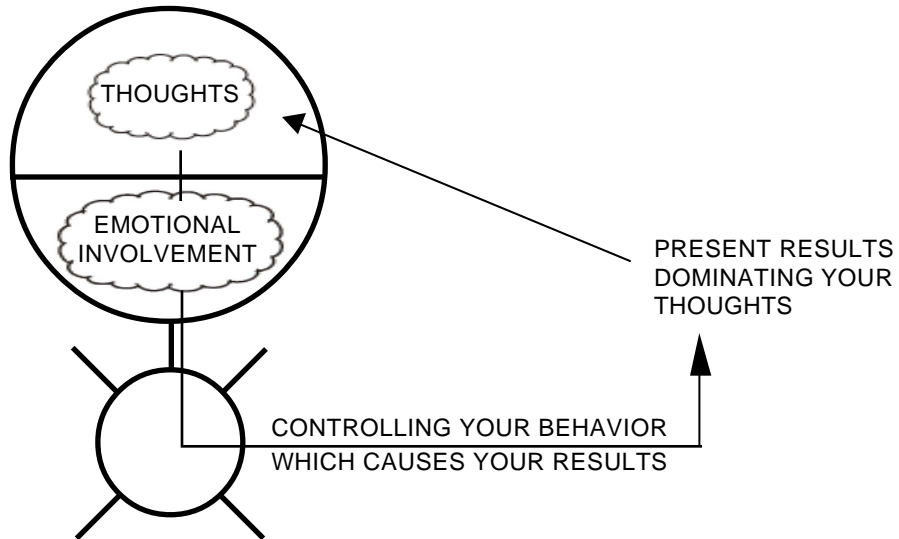 THOUGHTS
EMOTIONAL
INVOLVEMENT
PRESENT RESULTS
DOMINATING YOUR
THOUGHTS
CONTROLLING YOUR BEHAVIOR
WHICH CAUSES YOUR RESULTS